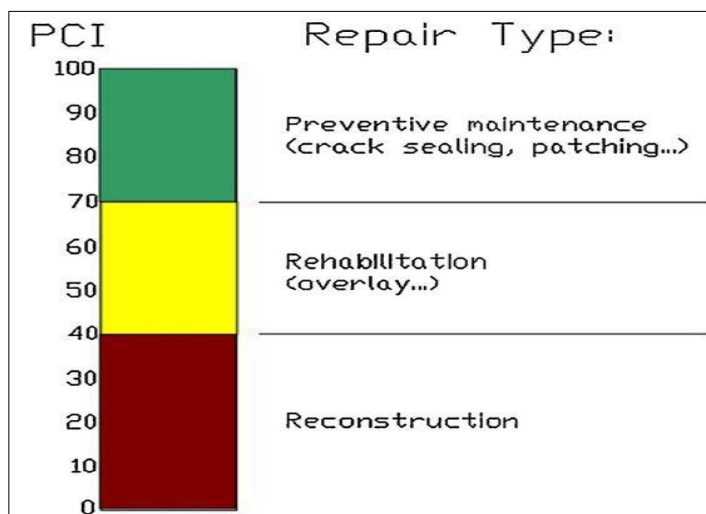 PCI
Repair Type:
100
90
80
Preventive maintenance
(crack sealing, patching...)
70
60
50
Rehabilitation
(overlay...)
40
30
20
Reconstruction
10
0